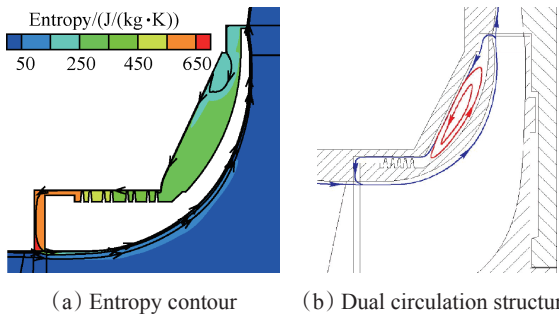 Entropy/(J/(kg·K))
50 250 450 650
(a) Entropy contour
(b) Dual circulation structur